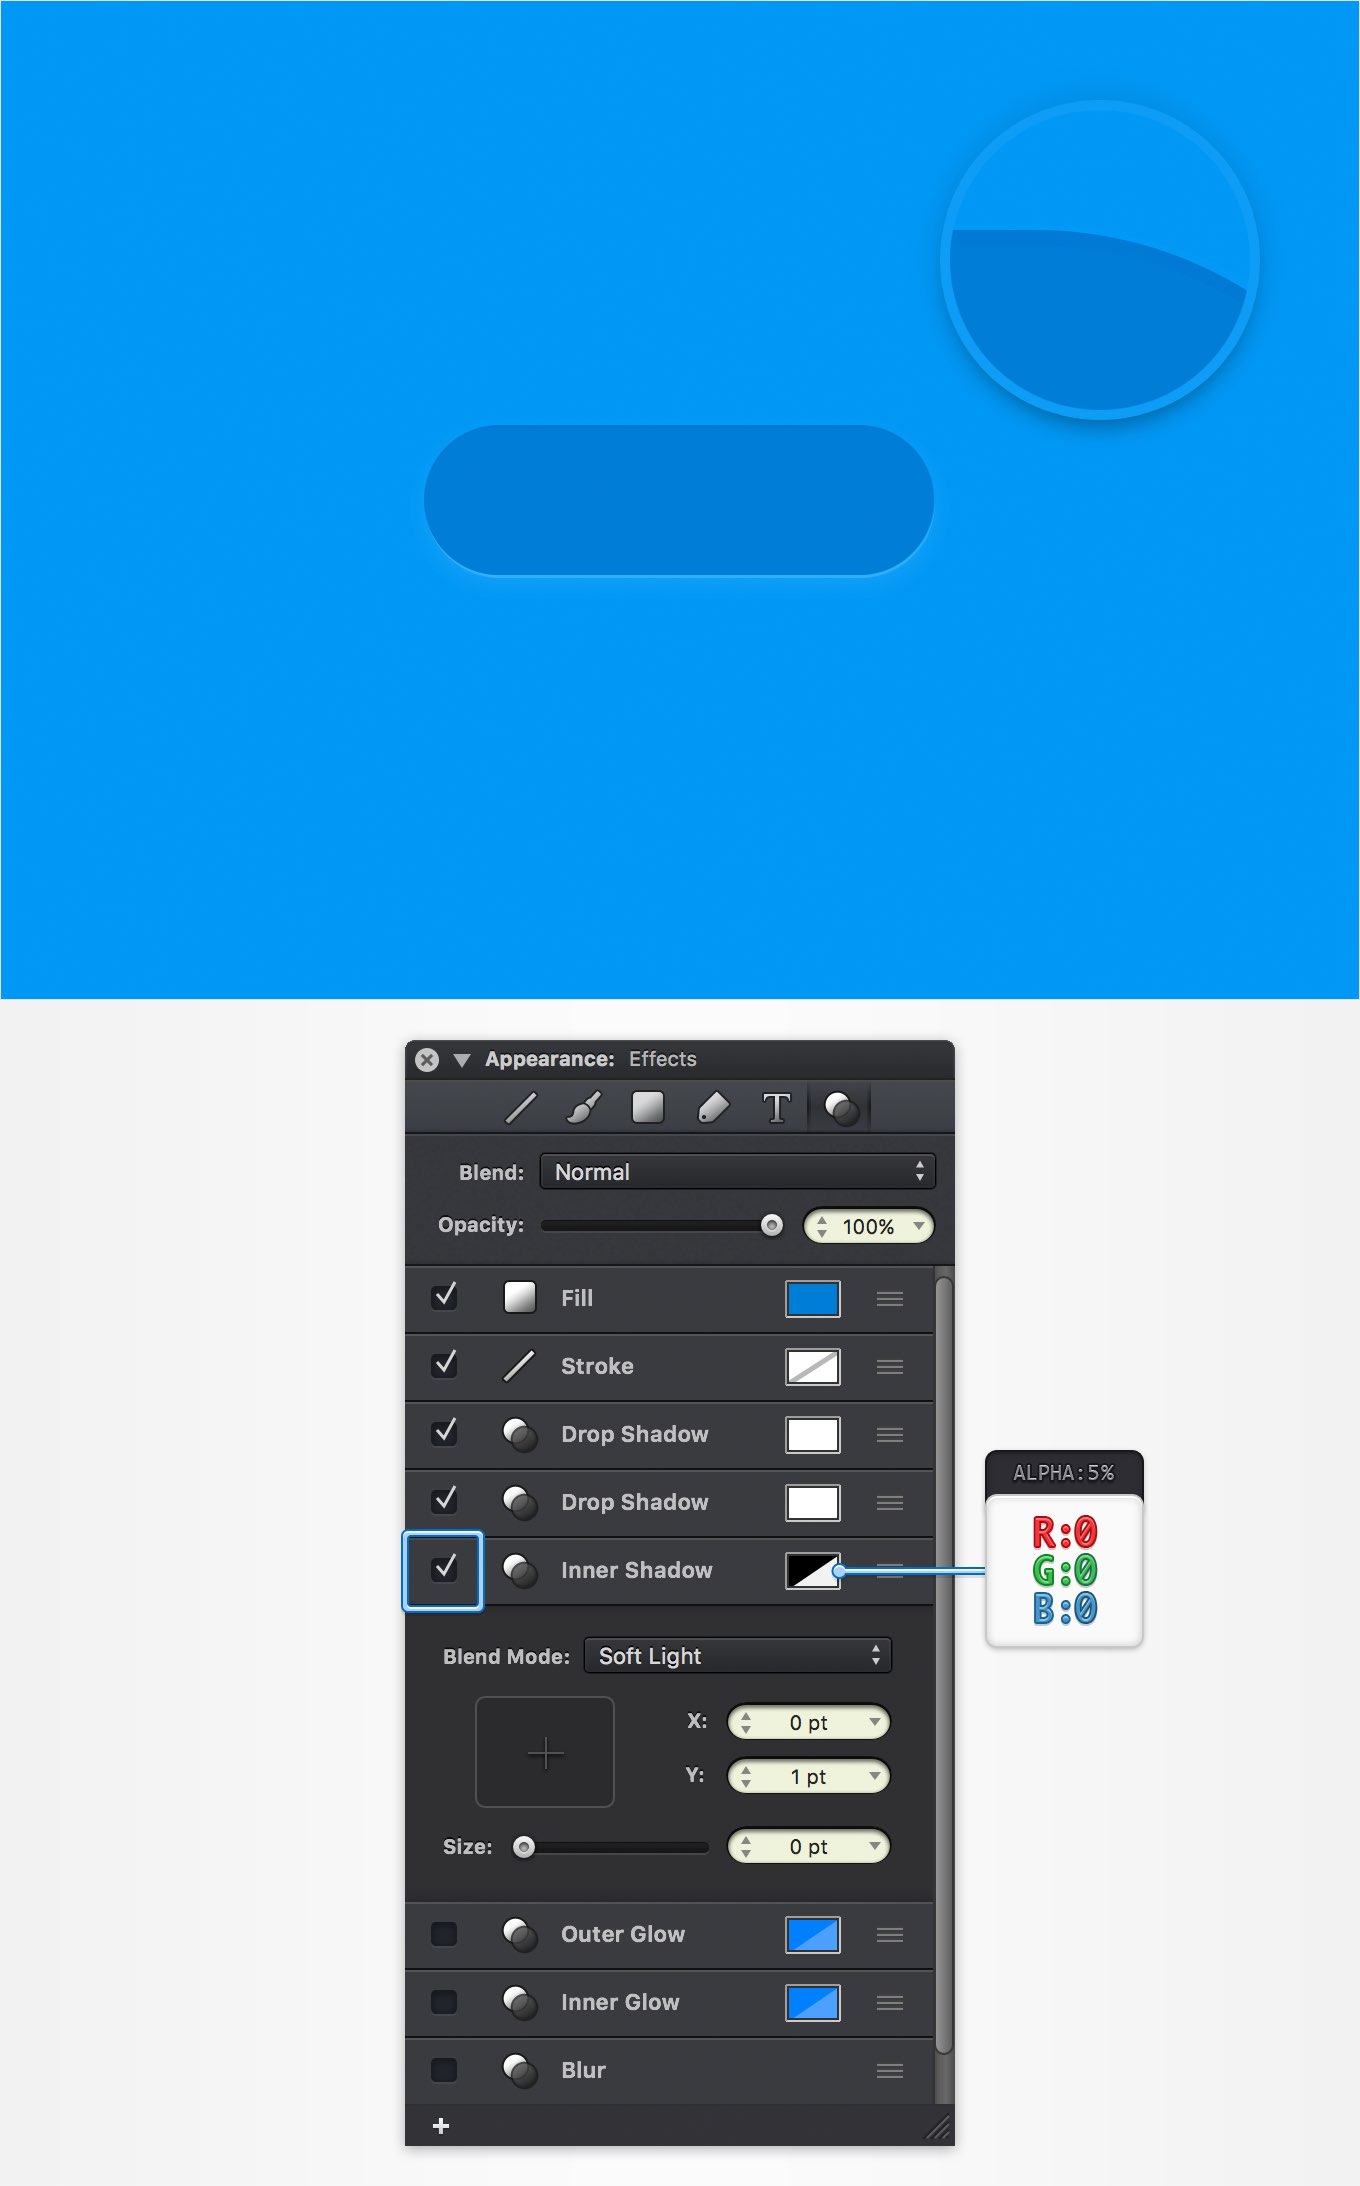 Appearance: Effects
T
Blend: Normal
Opacity: 100%
Fill
Stroke
Drop Shadow
Drop Shadow
Inner Shadow
ALPHA:5%
R:0
G:0
B:0
Blend Mode: Soft Light
X: 0 pt
Y: 1 pt
Size: 0 pt
Outer Glow
Inner Glow
Blur